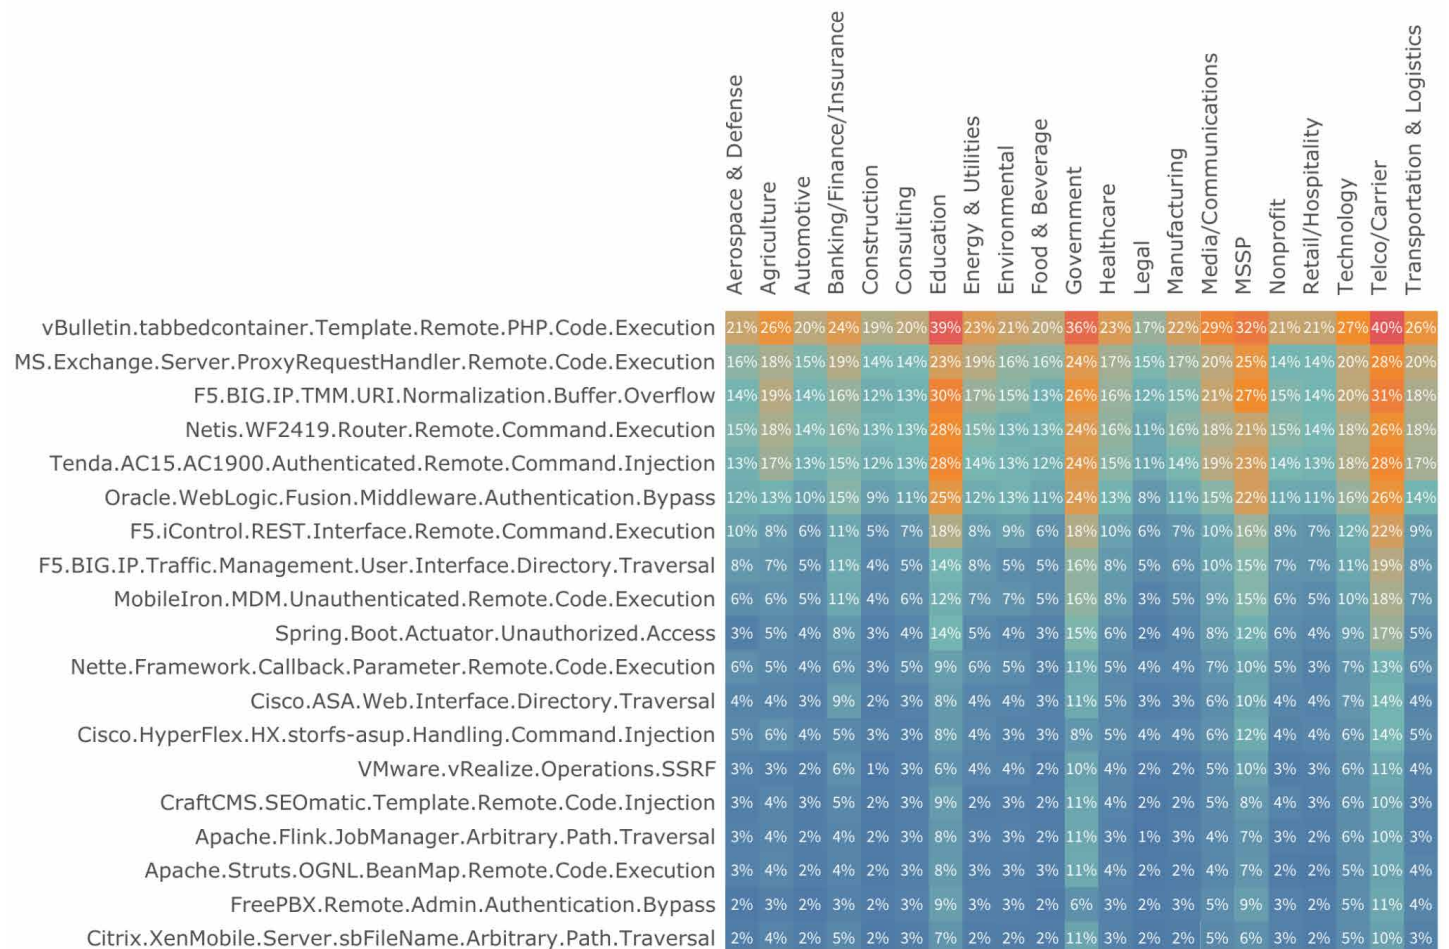 Aerospace & Defense
Agriculture
Automotive
Banking/Finance/Insurance
Construction
Consulting
Education
Energy & Utilities
Environmental
Food & Beverage
Government
Healthcare
Legal
Manufacturing
Media/Communications
MSSP
Nonprofit
Retail/Hospitality
Technology
Telco/Carrier
Transportation & Logistics
vBulletin.tabbedcontainer.Template.Remote.PHP.Code.Execution 21% 26% 20% 24% 19% 20% 39% 23% 21% 20% 36% 23% 17% 22% 29% 32% 21% 21% 27% 40% 26%
MS.Exchange.Server.ProxyRequestHandler.Remote.Code.Execution 16% 18% 15% 19% 14% 14% 23% 19% 16% 16% 24% 17% 15% 17% 20% 25% 14% 14% 20% 28% 20%
F5.BIG.IP.TMM.URI.Normalization.Buffer.Overflow 14% 19% 14% 16% 12% 13% 30% 17% 15% 13% 26% 16% 12% 15% 21% 27% 15% 14% 20% 31% 18%
Netis.WF2419.Router.Remote.Command.Execution 15% 18% 14% 16% 13% 13% 28% 15% 13% 13% 24% 16% 11% 16% 18% 21% 15% 14% 18% 26% 18%
Tenda.AC15.AC1900.Authenticated.Remote.Command.Injection 13% 17% 13% 15% 12% 13% 28% 14% 13% 12% 24% 15% 11% 14% 19% 23% 14% 13% 18% 28% 17%
Oracle.WebLogic.Fusion.Middleware.Authentication.Bypass 12% 13% 10% 15% 9% 11% 25% 12% 13% 11% 24% 13% 8% 11% 15% 22% 11% 11% 16% 26% 14%
F5.iControl.REST.Interface.Remote.Command.Execution 10% 8% 6% 11% 5% 7% 18% 8% 9% 6% 18% 10% 6% 7% 10% 16% 8% 7% 12% 22% 9%
F5.BIG.IP.Traffic.Management.User.Interface.Directory.Traversal 8% 7% 5% 11% 4% 5% 14% 8% 5% 5% 16% 8% 5% 6% 10% 15% 7% 7% 11% 19% 8%
MobileIron.MDM.Unauthenticated.Remote.Code.Execution 6% 6% 5% 11% 4% 6% 12% 7% 7% 5% 16% 8% 3% 5% 9% 15% 6% 5% 10% 18% 7%
Spring.Boot.Actuator.Unauthorized.Access 3% 5% 4% 8% 3% 4% 14% 5% 4% 3% 15% 6% 2% 4% 8% 12% 6% 4% 9% 17% 5%
Nette.Framework.Callback.Parameter.Remote.Code.Execution 6% 5% 4% 6% 3% 5% 9% 6% 5% 3% 11% 5% 4% 4% 7% 10% 5% 3% 7% 13% 6%
Cisco.ASA.Web.Interface.Directory.Traversal 4% 4% 3% 9% 2% 3% 8% 4% 4% 3% 11% 5% 3% 3% 6% 10% 4% 4% 7% 14% 4%
Cisco.HyperFlex.HX.storfs-asup.Handling.Command.Injection 5% 6% 4% 5% 3% 3% 8% 4% 3% 3% 8% 5% 4% 4% 6% 12% 4% 4% 6% 14% 5%
VMware.vRealize.Operations.SSRF 3% 3% 2% 6% 1% 3% 6% 4% 4% 2% 10% 4% 2% 2% 5% 10% 3% 3% 6% 11% 4%
CraftCMS.SEOmatic.Template.Remote.Code.Injection 3% 4% 3% 5% 2% 3% 9% 2% 3% 2% 11% 4% 2% 2% 5% 8% 4% 3% 6% 10% 3%
Apache.Flink.JobManager.Arbitrary.Path.Traversal 3% 4% 2% 4% 2% 3% 8% 3% 3% 2% 11% 3% 1% 3% 4% 7% 3% 2% 6% 10% 3%
Apache.Struts.OGNL.BeanMap.Remote.Code.Execution 3% 4% 2% 4% 2% 3% 8% 3% 3% 3% 11% 4% 2% 2% 4% 7% 2% 2% 5% 10% 4%
FreePBX.Remote.Admin.Authentication.Bypass 2% 3% 2% 3% 2% 3% 9% 3% 3% 2% 6% 3% 2% 3% 5% 9% 3% 2% 5% 11% 4%
Citrix.XenMobile.Server.sbFileName.Arbitrary.Path.Traversal 2% 4% 2% 5% 2% 3% 7% 2% 2% 2% 11% 3% 2% 2% 5% 6% 3% 2% 5% 10% 3%